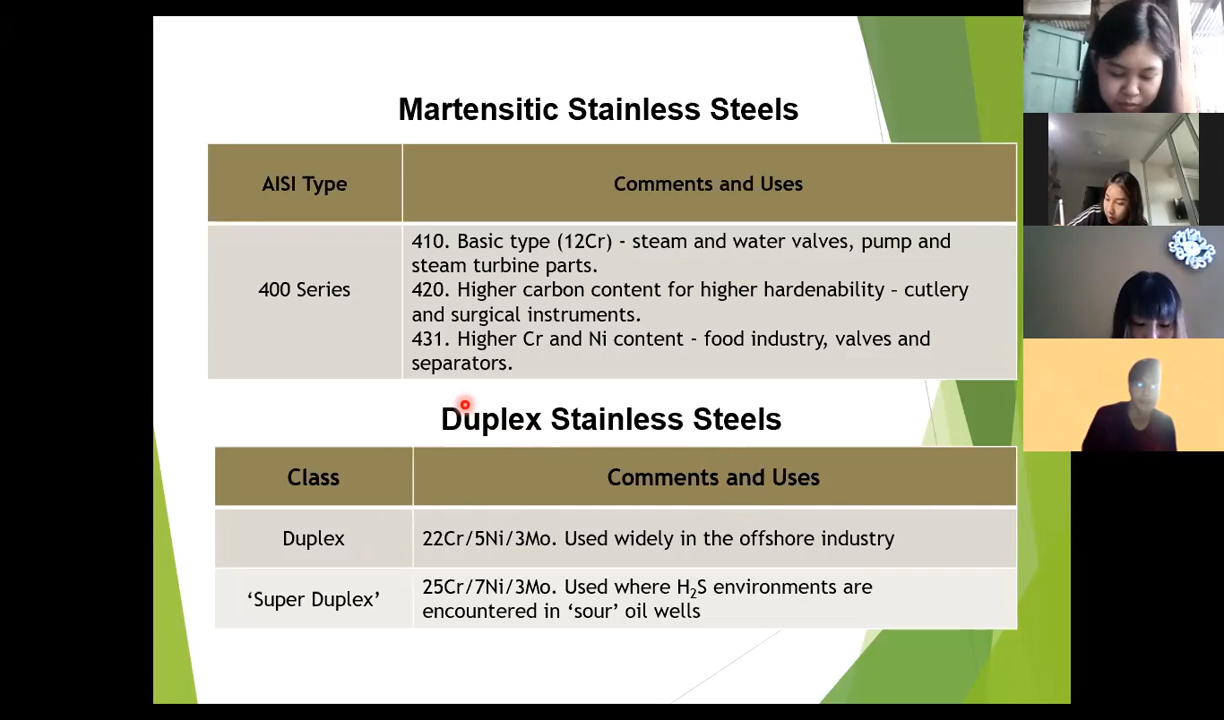 Martensitic Stainless Steels
AISI Type
Comments and Uses
400 Series
410. Basic type (12Cr) - steam and water valves, pump and
steam turbine parts.
420. Higher carbon content for higher hardenability – cutlery
and surgical instruments.
431. Higher Cr and Ni content - food industry, valves and
separators.
Duplex Stainless Steels
Class
Comments and Uses
Duplex
22Cr/5Ni/3Mo. Used widely in the offshore industry
‘Super Duplex’
25Cr/7Ni/3Mo. Used where H₂S environments are
encountered in ‘sour’ oil wells